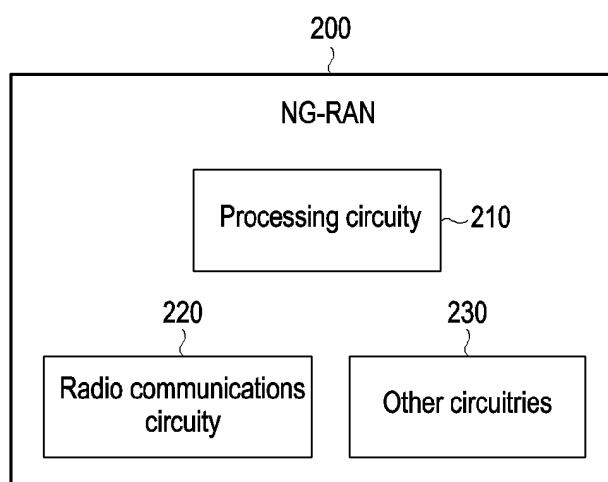 200
NG-RAN
Processing circuity
210
220
230
Radio communications
circuity
Other circuitries